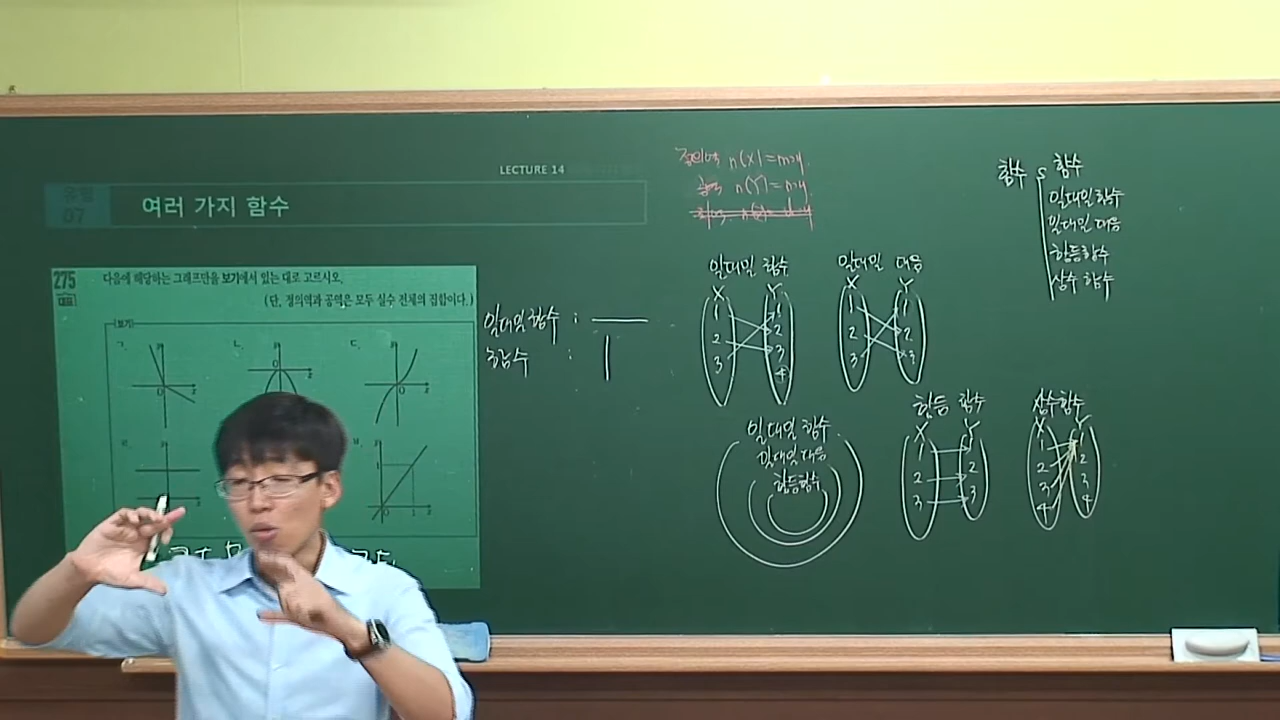 LECTURE 14
유형
07
여러 가지 함수
275
대표
다음에 해당하는 그래프만을 보기에서 있는 대로 고르시오.
(단, 정의역과 공역은 모두 실수 전체의 집합이다.)
보기
ㄱ.
ㄴ.
ㄷ.
ㄹ.
ㅂ.
일대일 함수 :
함수 :
정의역 n(X)=m개
공역 n(Y)=n개
함수
함수
일대일 함수
일대일 대응
항등함수
상수 함수
일대일 함수
X Y
1 1
2 2
3 3
4
일대일 대응
X Y
1 1
2 2
3 3
일대일 함수
일대일 대응
항등함수
항등 함수
X Y
1 1
2 2
3 3
상수함수
X Y
1 1
2 2
3 3
4 4